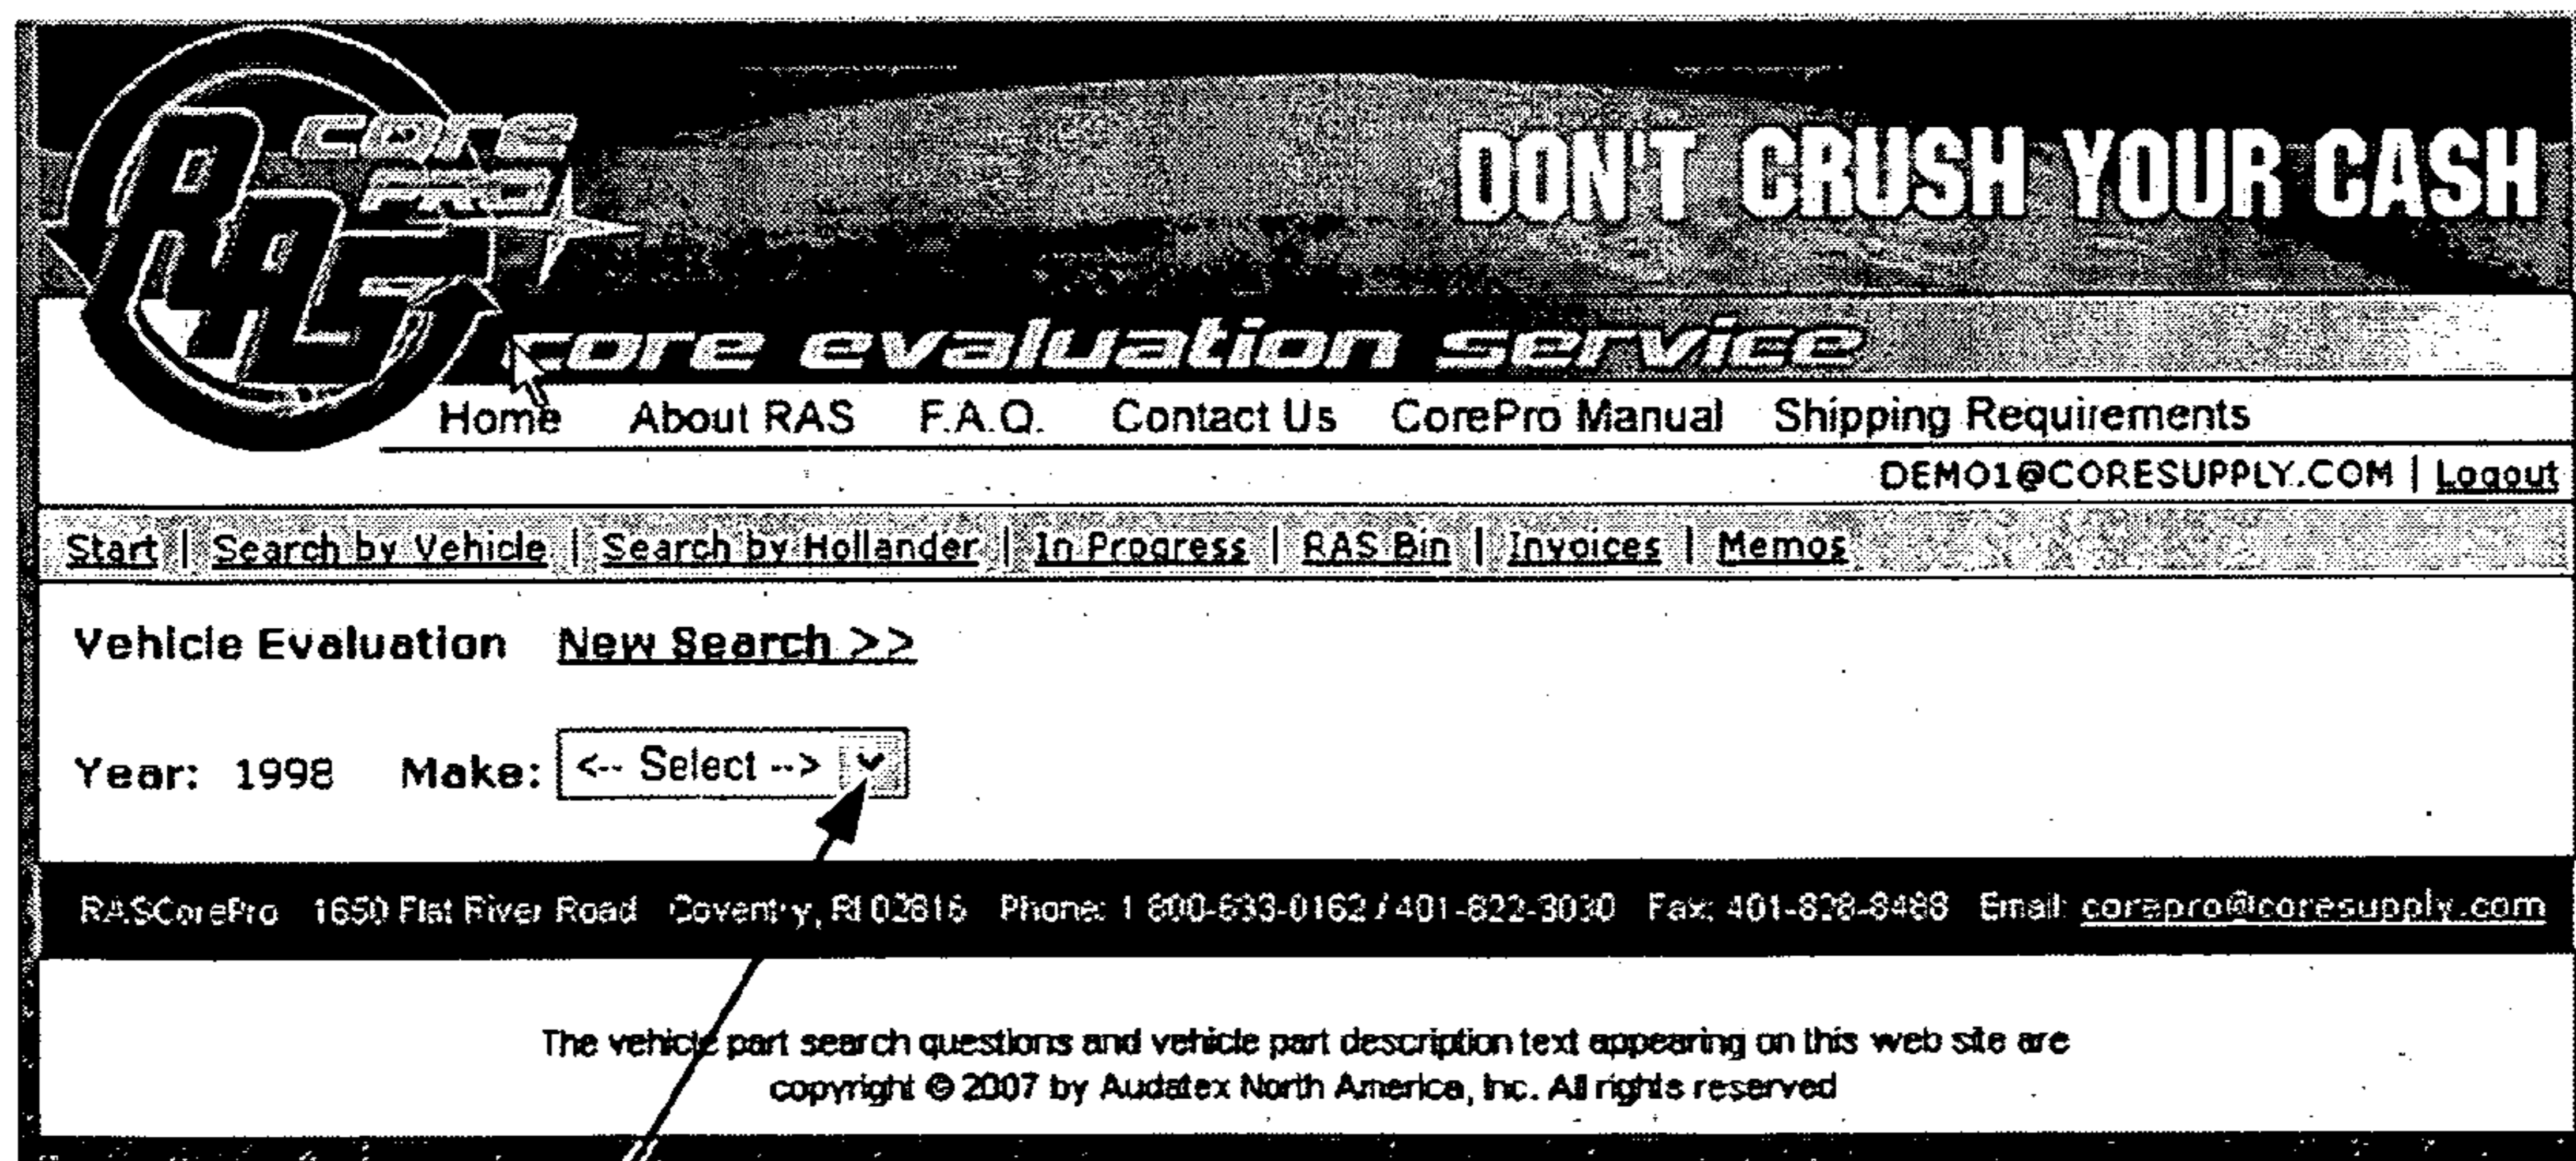 CORE
PRO
RAS
DON'T CRUSH YOUR CASH
core evaluation service
Home About RAS F.A.Q. Contact Us CorePro Manual Shipping Requirements
DEMO1@CORESUPPLY.COM | Logout
Start | Search by Vehicle | Search by Hollander | In Progress | RAS Bin | Invoices | Memos
Vehicle Evaluation New Search >>
Year: 1998 Make: <-- Select -->
RASCorePro 1650 Flat River Road Coventry, RI 02816 Phone: 1 800-633-0162 / 401-822-3030 Fax: 401-828-8488 Email: corepro@coresupply.com
The vehicle part search questions and vehicle part description text appearing on this web site are
copyright © 2007 by Audatex North America, Inc. All rights reserved